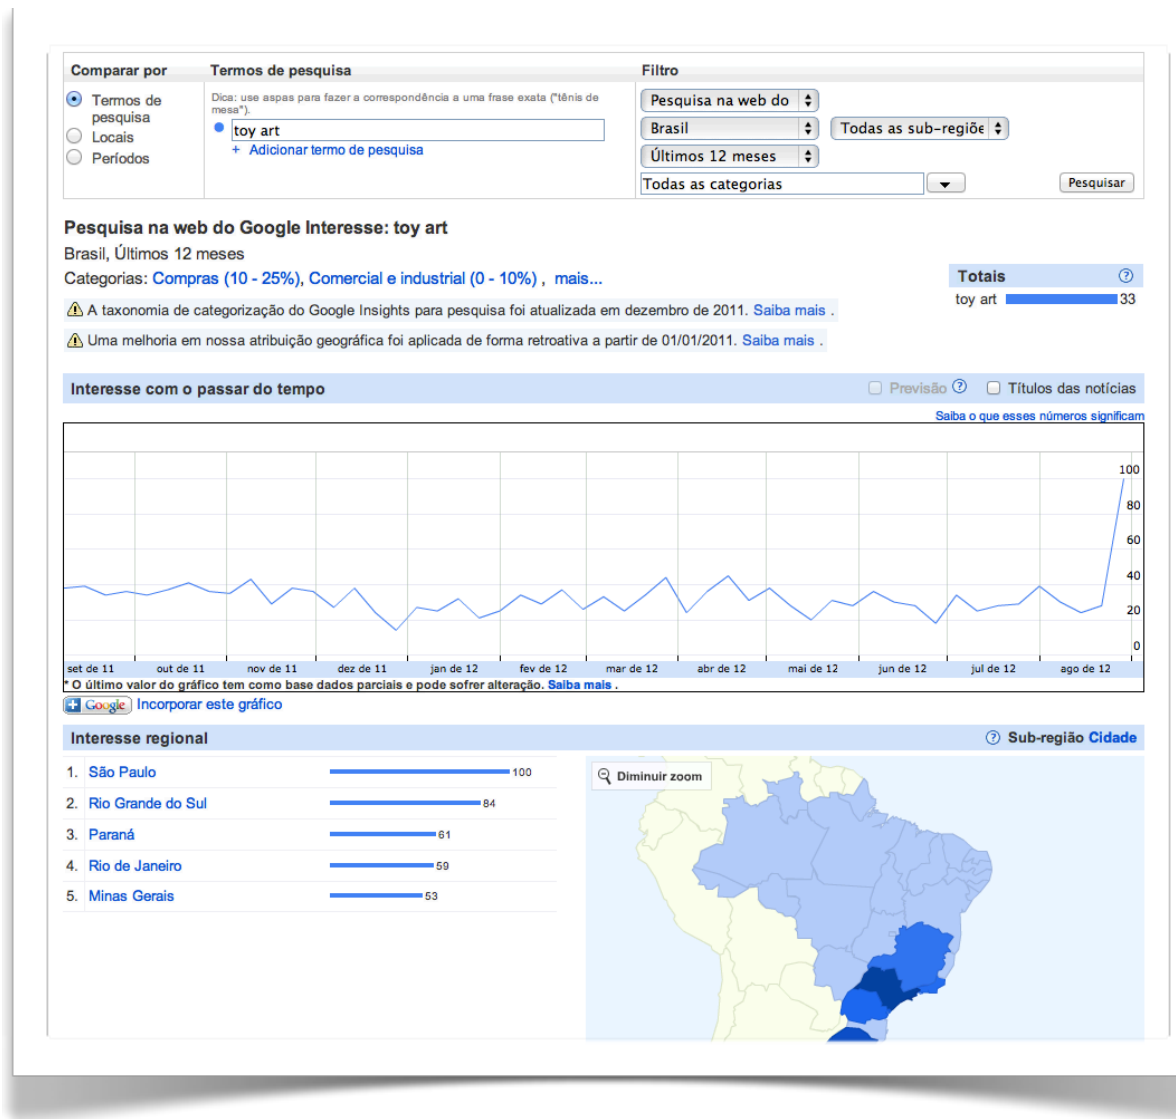 Comparar por
Termos de pesquisa
Filtro
Termos de
pesquisa
Locais
Períodos
Dica: use aspas para fazer a correspondência a uma frase exata ("tênis de
mesa").
toy art
+ Adicionar termo de pesquisa
Pesquisa na web do
Brasil
Todas as sub-regiõe
Últimos 12 meses
Todas as categorias
Pesquisar
Pesquisa na web do Google Interesse: toy art
Brasil, Últimos 12 meses
Categorias: Compras (10 - 25%), Comercial e industrial (0 - 10%) , mais...
Totais ?
toy art 33
A taxonomia de categorização do Google Insights para pesquisa foi atualizada em dezembro de 2011. Saiba mais .
Uma melhoria em nossa atribuição geográfica foi aplicada de forma retroativa a partir de 01/01/2011. Saiba mais .
Interesse com o passar do tempo
Previsão ? Títulos das notícias
Saiba o que esses números significam
100
80
60
40
20
0
set de 11 out de 11 nov de 11 dez de 11 jan de 12 fev de 12 mar de 12 abr de 12 mai de 12 jun de 12 jul de 12 ago de 12
* O último valor do gráfico tem como base dados parciais e pode sofrer alteração. Saiba mais .
+ Google Incorporar este gráfico
Interesse regional
? Sub-região Cidade
1. São Paulo 100
2. Rio Grande do Sul 84
3. Paraná 61
4. Rio de Janeiro 59
5. Minas Gerais 53
Diminuir zoom